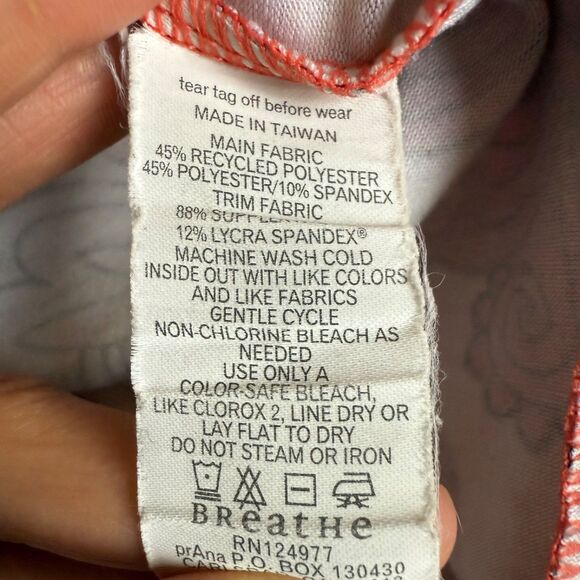 tear tag off before wear
MADE IN TAIWAN
MAIN FABRIC
45% RECYCLED POLYESTER
45% POLYESTER/10% SPANDEX
TRIM FABRIC
88%
12% LYCRA SPANDEX®
MACHINE WASH COLD
INSIDE OUT WITH LIKE COLORS
AND LIKE FABRICS
GENTLE CYCLE
NON-CHLORINE BLEACH AS
NEEDED
USE ONLY A
COLOR-SAFE BLEACH,
LIKE CLOROX 2, LINE DRY OR
LAY FLAT TO DRY
DO NOT STEAM OR IRON
BReatHe
RN124977
prAna P.O. BOX 130430